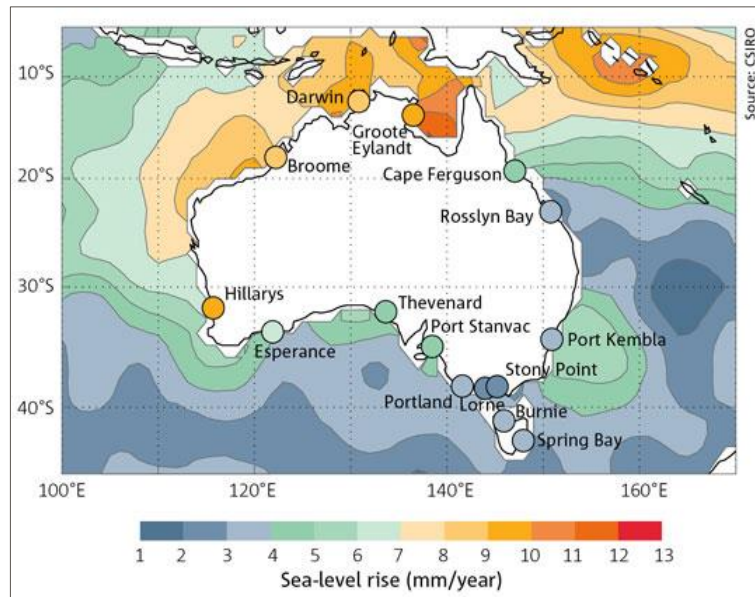 Source: CSIRO
10°S
20°S
30°S
40°S
Darwin
Groote
Eylandt
Broome
Cape Ferguson
Rosslyn Bay
Hillarys
Thevenard
Port Stanvac
Esperance
Port Kembla
Stony Point
Portland
Lorne
Burnie
Spring Bay
100°E 120°E 140°E 160°E
1 2 3 4 5 6 7 8 9 10 11 12 13
Sea-level rise (mm/year)